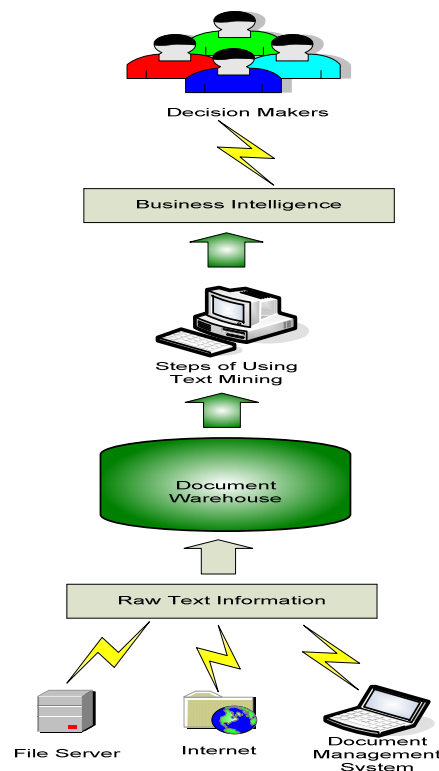 Decision Makers
Business Intelligence
Steps of Using
Text Mining
Document
Warehouse
Raw Text Information
File Server
Internet
Document
Management
System